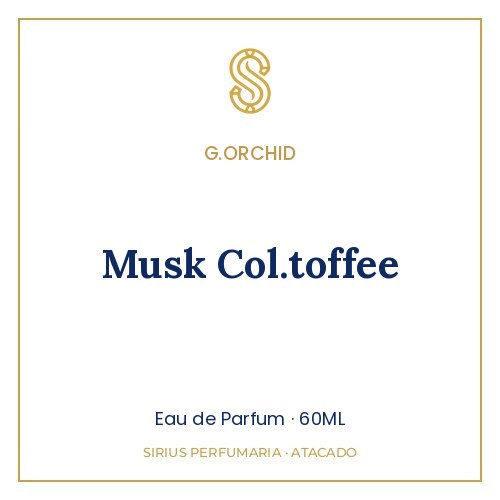 G.ORCHID
Musk Col.toffee
Eau de Parfum · 60ML
SIRIUS PERFUMARIA · ATACADO